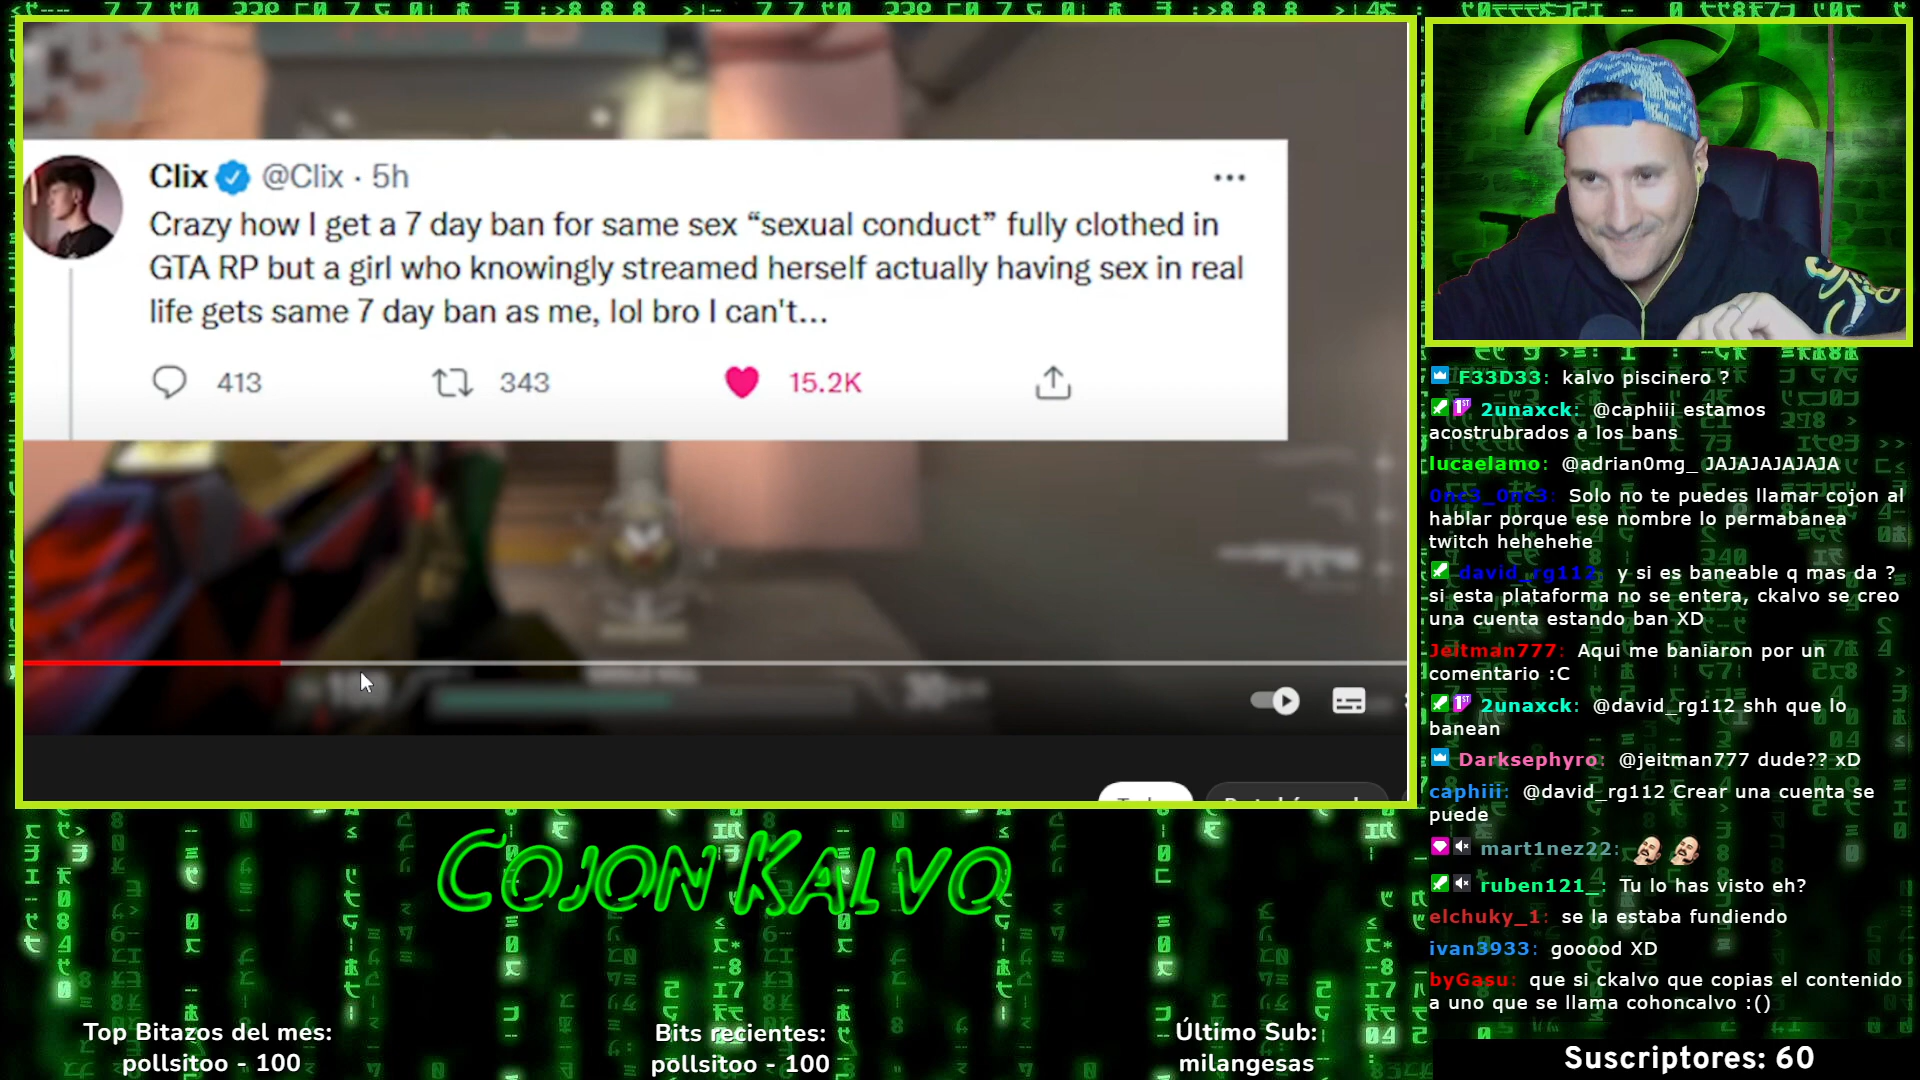 Clix @Clix · 5h
Crazy how I get a 7 day ban for same sex “sexual conduct” fully clothed in
GTA RP but a girl who knowingly streamed herself actually having sex in real
life gets same 7 day ban as me, lol bro I can't...
413 343 15.2K
100
COJON KALVO
Top Bitazos del mes:
pollsitoo - 100
Bits recientes:
pollsitoo - 100
Último Sub:
milangesas
F33D33: kalvo piscinero ?
2unaxck: @caphiii estamos
acostrubrados a los bans
lucaelamo: @adrian0mg_ JAJAJAJAJAJA
0nc3_0nc3: Solo no te puedes llamar cojon al
hablar porque ese nombre lo permabanea
twitch hehehehe
david_rg112: y si es baneable q mas da ?
si esta plataforma no se entera, ckalvo se creo
una cuenta estando ban XD
Jeitman777: Aqui me baniaron por un
comentario :C
2unaxck: @david_rg112 shh que lo
banean
Darksephyro: @jeitman777 dude?? xD
caphiii: @david_rg112 Crear una cuenta se
puede
mart1nez22:
ruben121_: Tu lo has visto eh?
elchuky_1: se la estaba fundiendo
ivan3933: gooood XD
byGasu: que si ckalvo que copias el contenido
a uno que se llama cohoncalvo :()
Suscriptores: 60